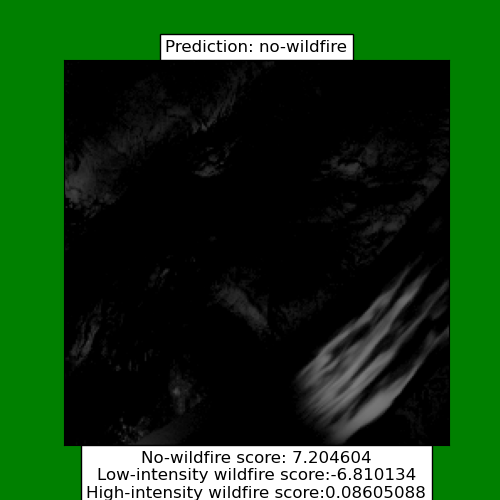 Prediction: no-wildfire
No-wildfire score: 7.204604
Low-intensity wildfire score:-6.810134
High-intensity wildfire score:0.08605088